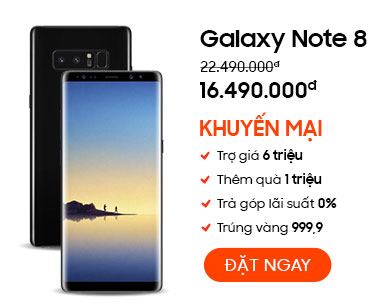 Galaxy Note 8
22.490.000đ
16.490.000đ
KHUYẾN MẠI
Trợ giá 6 triệu
Thêm quà 1 triệu
Trả góp lãi suất 0%
Trúng vàng 999,9
ĐẶT NGAY